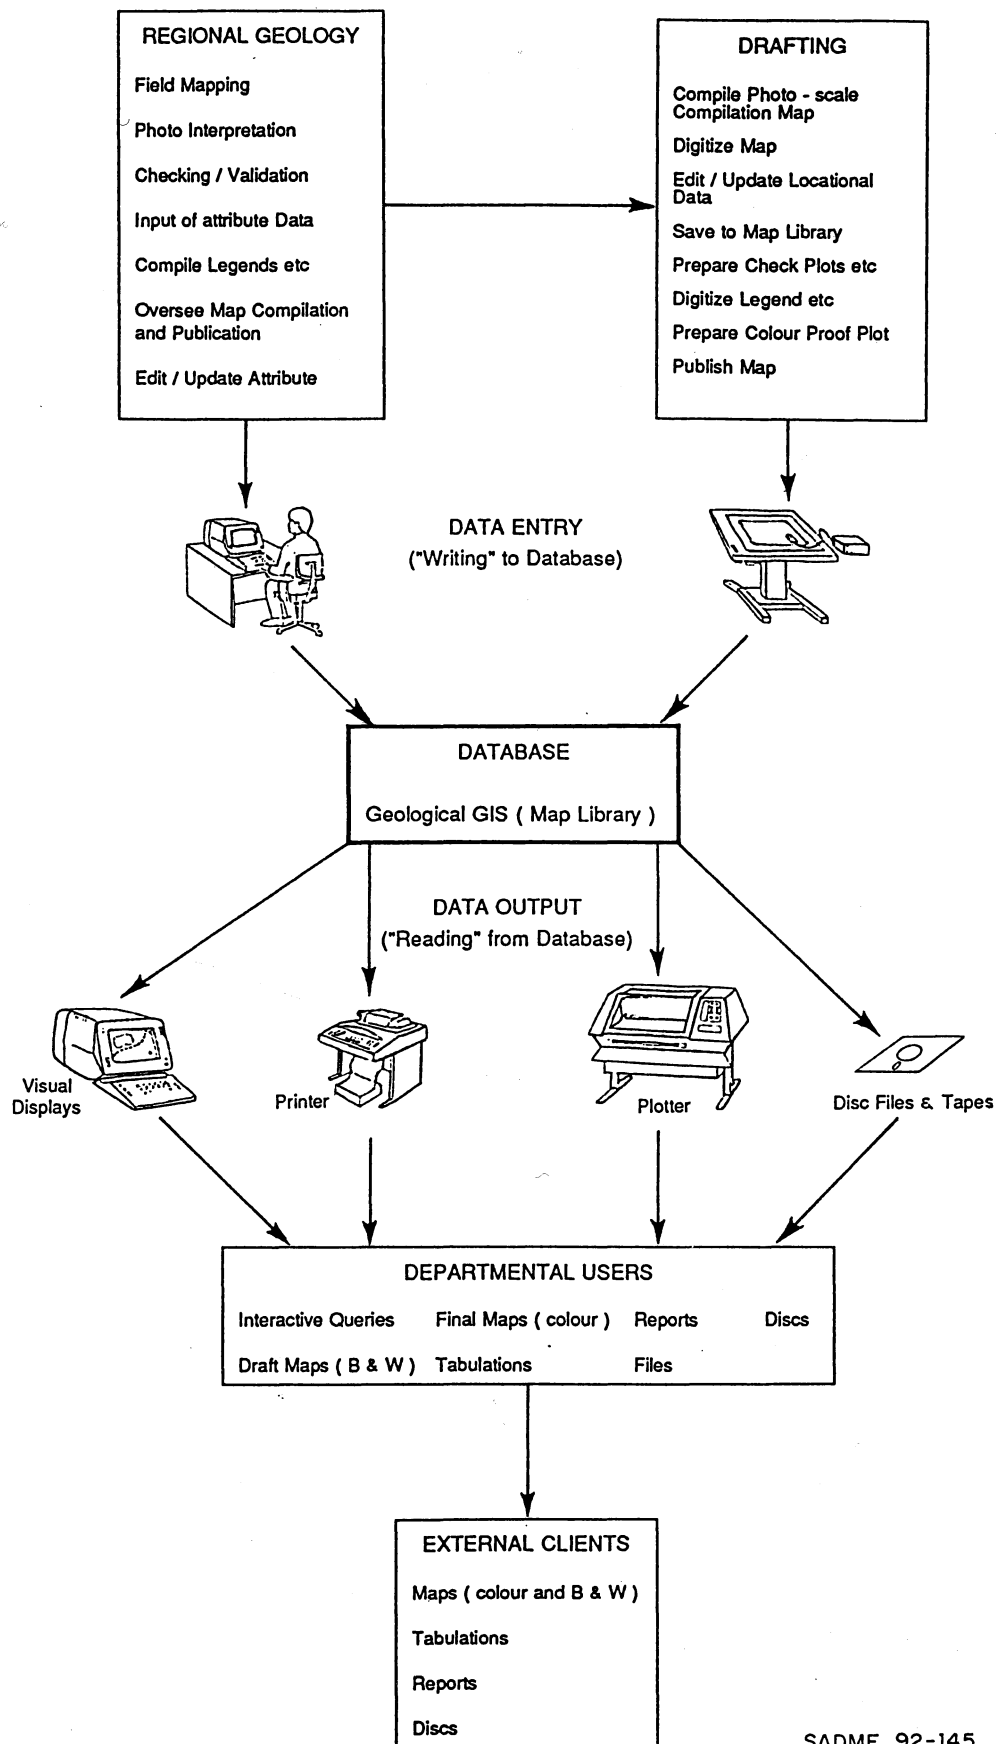 REGIONAL GEOLOGY
Field Mapping
Photo Interpretation
Checking / Validation
Input of attribute Data
Compile Legends etc
Oversee Map Compilation
and Publication
Edit / Update Attribute
DRAFTING
Compile Photo - scale
Compilation Map
Digitize Map
Edit / Update Locational
Data
Save to Map Library
Prepare Check Plots etc
Digitize Legend etc
Prepare Colour Proof Plot
Publish Map
DATA ENTRY
("Writing" to Database)
DATABASE
Geological GIS ( Map Library )
DATA OUTPUT
("Reading" from Database)
Visual
Displays
Printer
Plotter
Disc Files & Tapes
DEPARTMENTAL USERS
Interactive Queries Final Maps ( colour ) Reports Discs
Draft Maps ( B & W ) Tabulations Files
EXTERNAL CLIENTS
Maps ( colour and B & W )
Tabulations
Reports
Discs
SADME 92-145